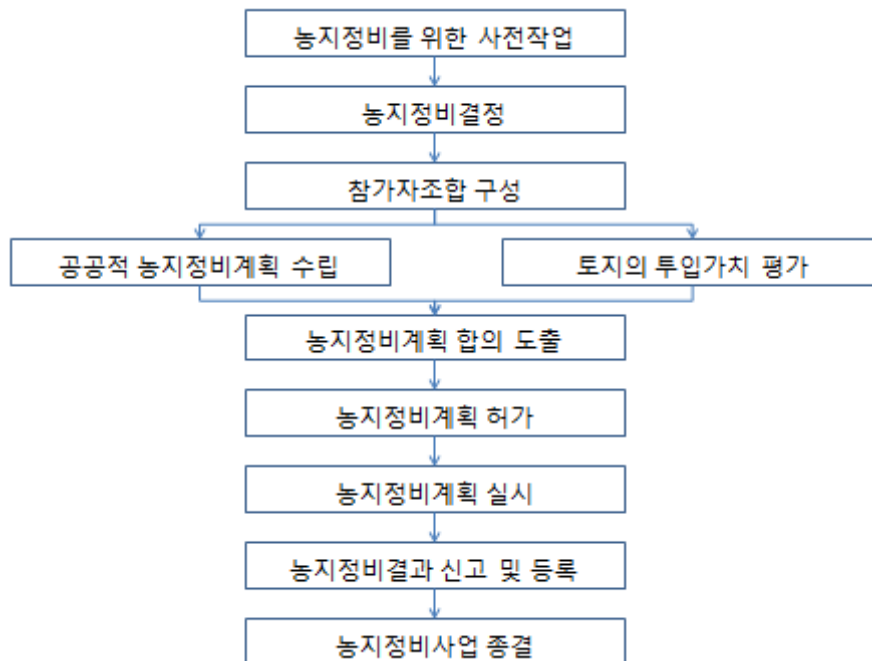 농지정비를 위한 사전작업
농지정비결정
참가자조합 구성
공공적 농지정비계획 수립
토지의 투입가치 평가
농지정비계획 합의 도출
농지정비계획 허가
농지정비계획 실시
농지정비결과 신고 및 등록
농지정비사업 종결